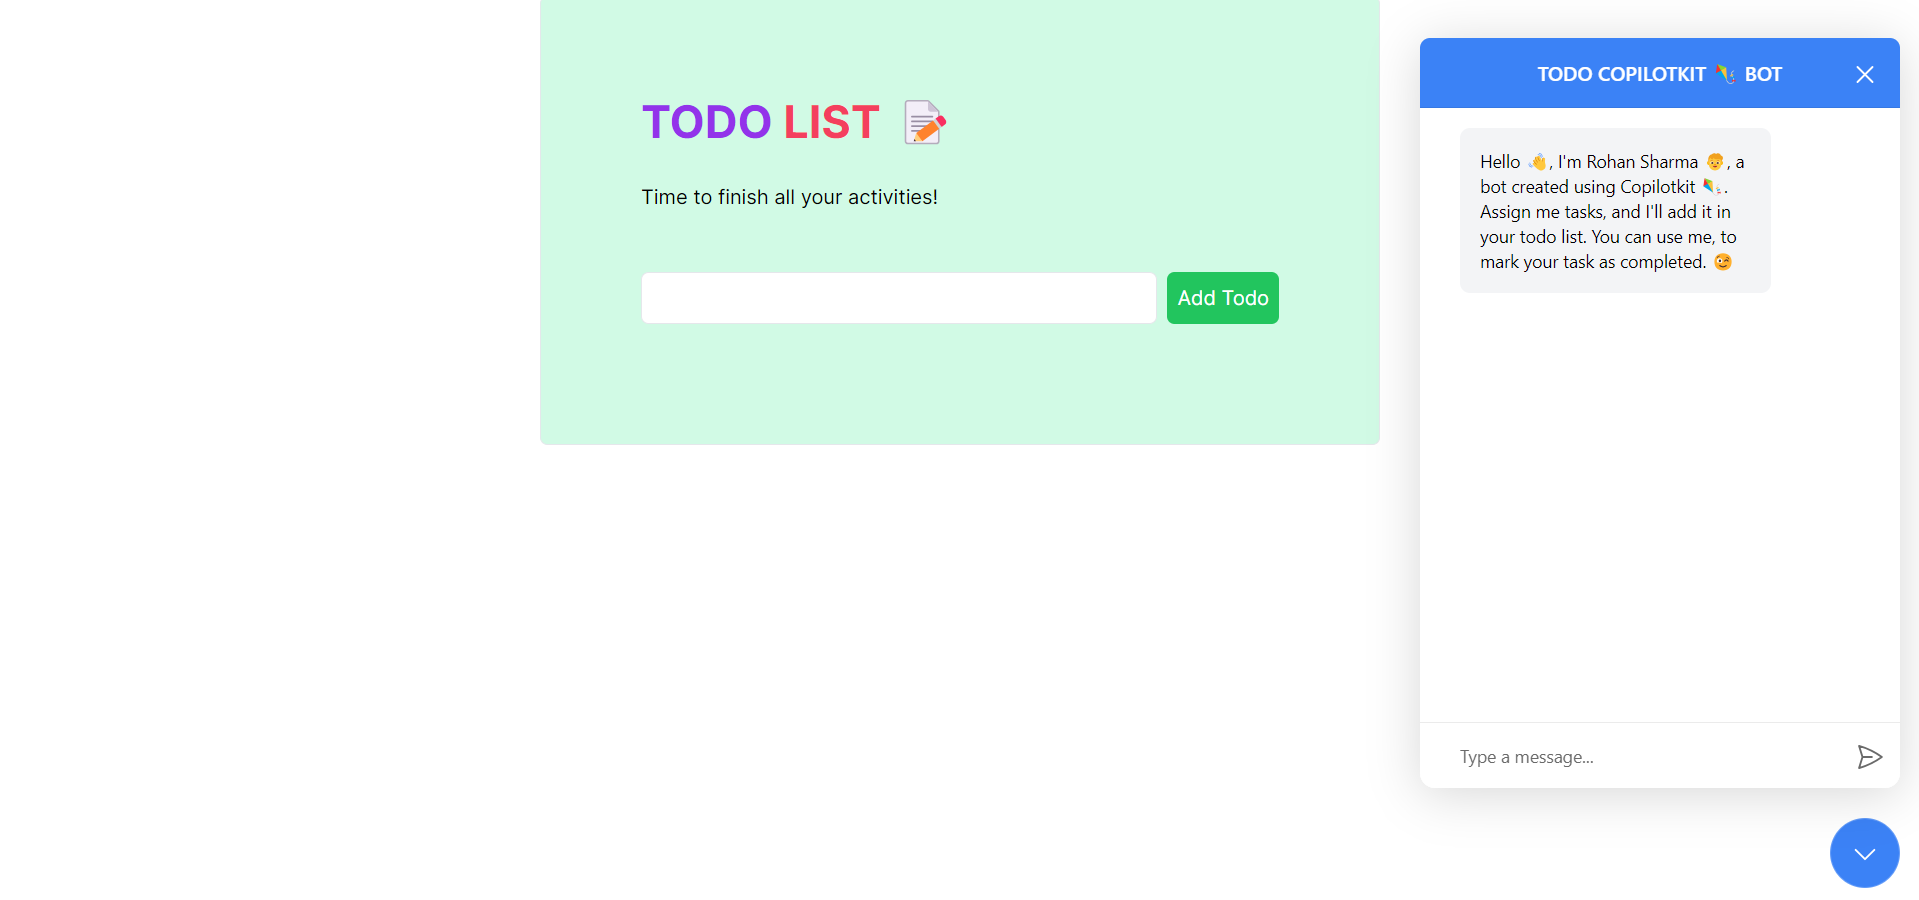 TODO LIST 📝
Time to finish all your activities!
Add Todo
TODO COPILOTKIT 🪁 BOT
Hello 👋, I'm Rohan Sharma 🧑‍🦰, a
bot created using Copilotkit 🪁.
Assign me tasks, and I'll add it in
your todo list. You can use me, to
mark your task as completed. 😉
Type a message...